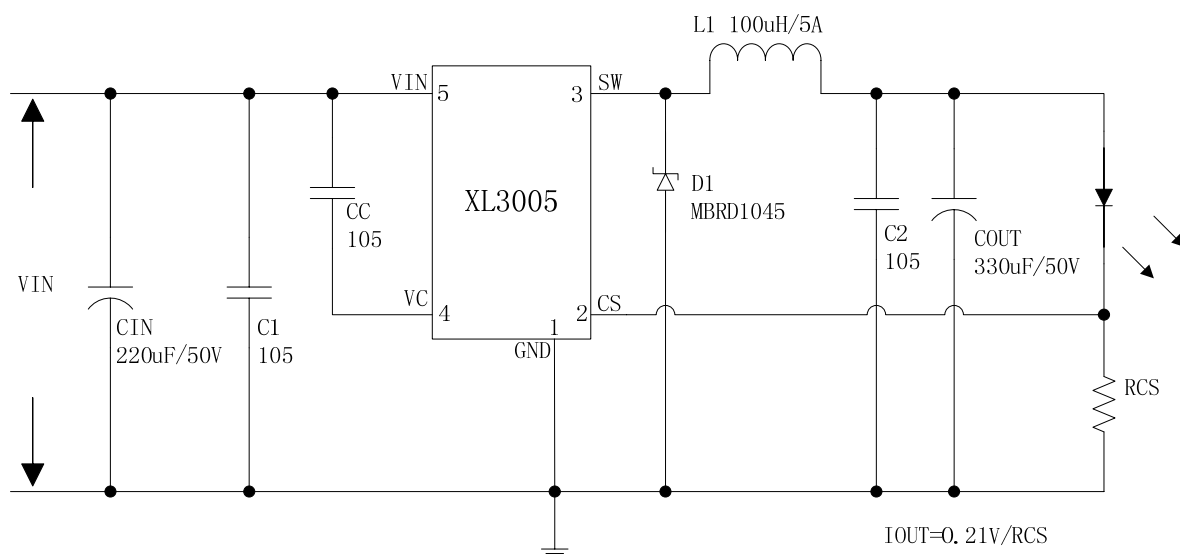 L1 100uH/5A
VIN
5
3
SW
XL3005
CC
105
D1
MBRD1045
C2
105
COUT
330uF/50V
VIN
VC
4
2
CS
1
GND
CIN
220uF/50V
C1
105
RCS
IOUT=0.21V/RCS